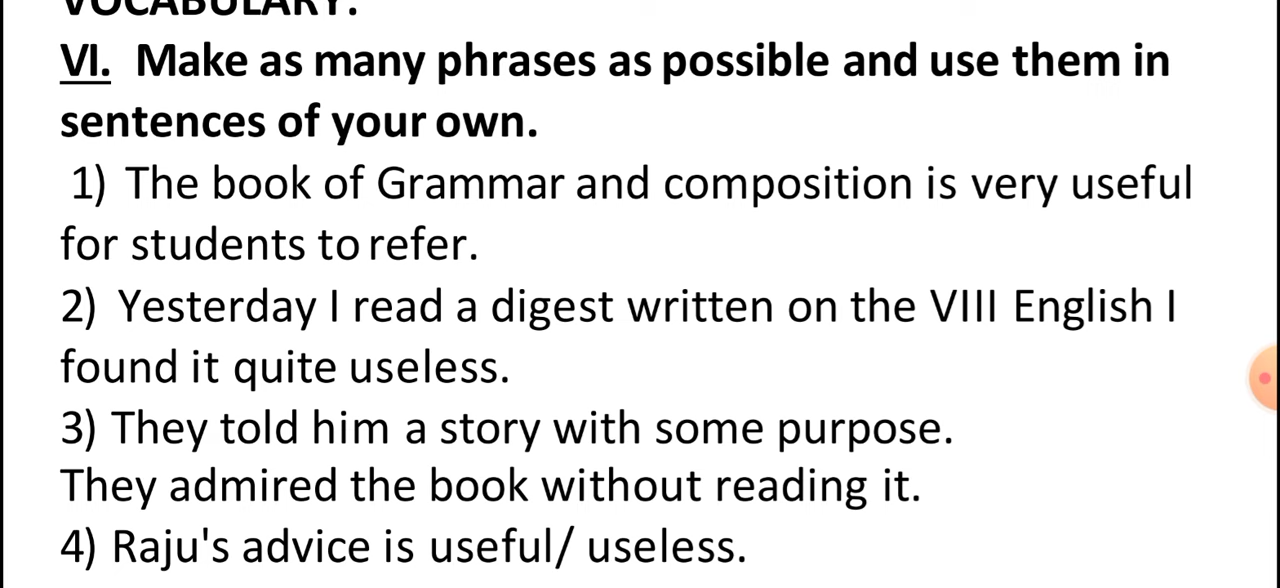 VOCABULARY:
VI. Make as many phrases as possible and use them in
sentences of your own.
1) The book of Grammar and composition is very useful
for students to refer.
2) Yesterday I read a digest written on the VIII English I
found it quite useless.
3) They told him a story with some purpose.
They admired the book without reading it.
4) Raju's advice is useful/ useless.